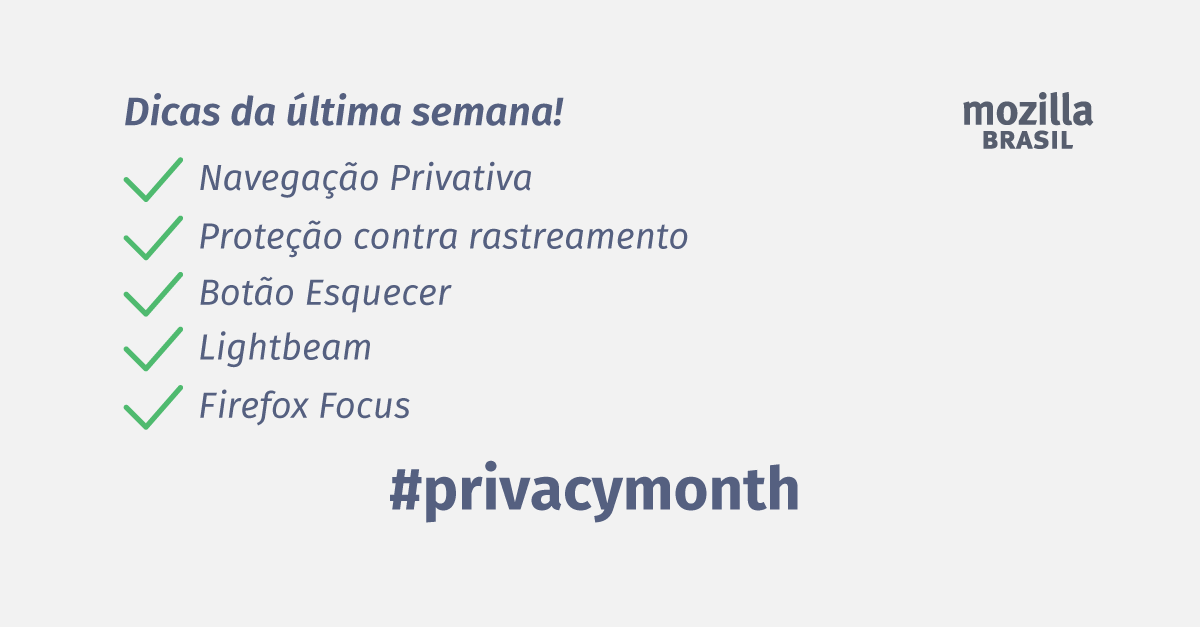 Dicas da última semana!
mozilla
BRASIL
Navegação Privativa
Proteção contra rastreamento
Botão Esquecer
Lightbeam
Firefox Focus
#privacymonth